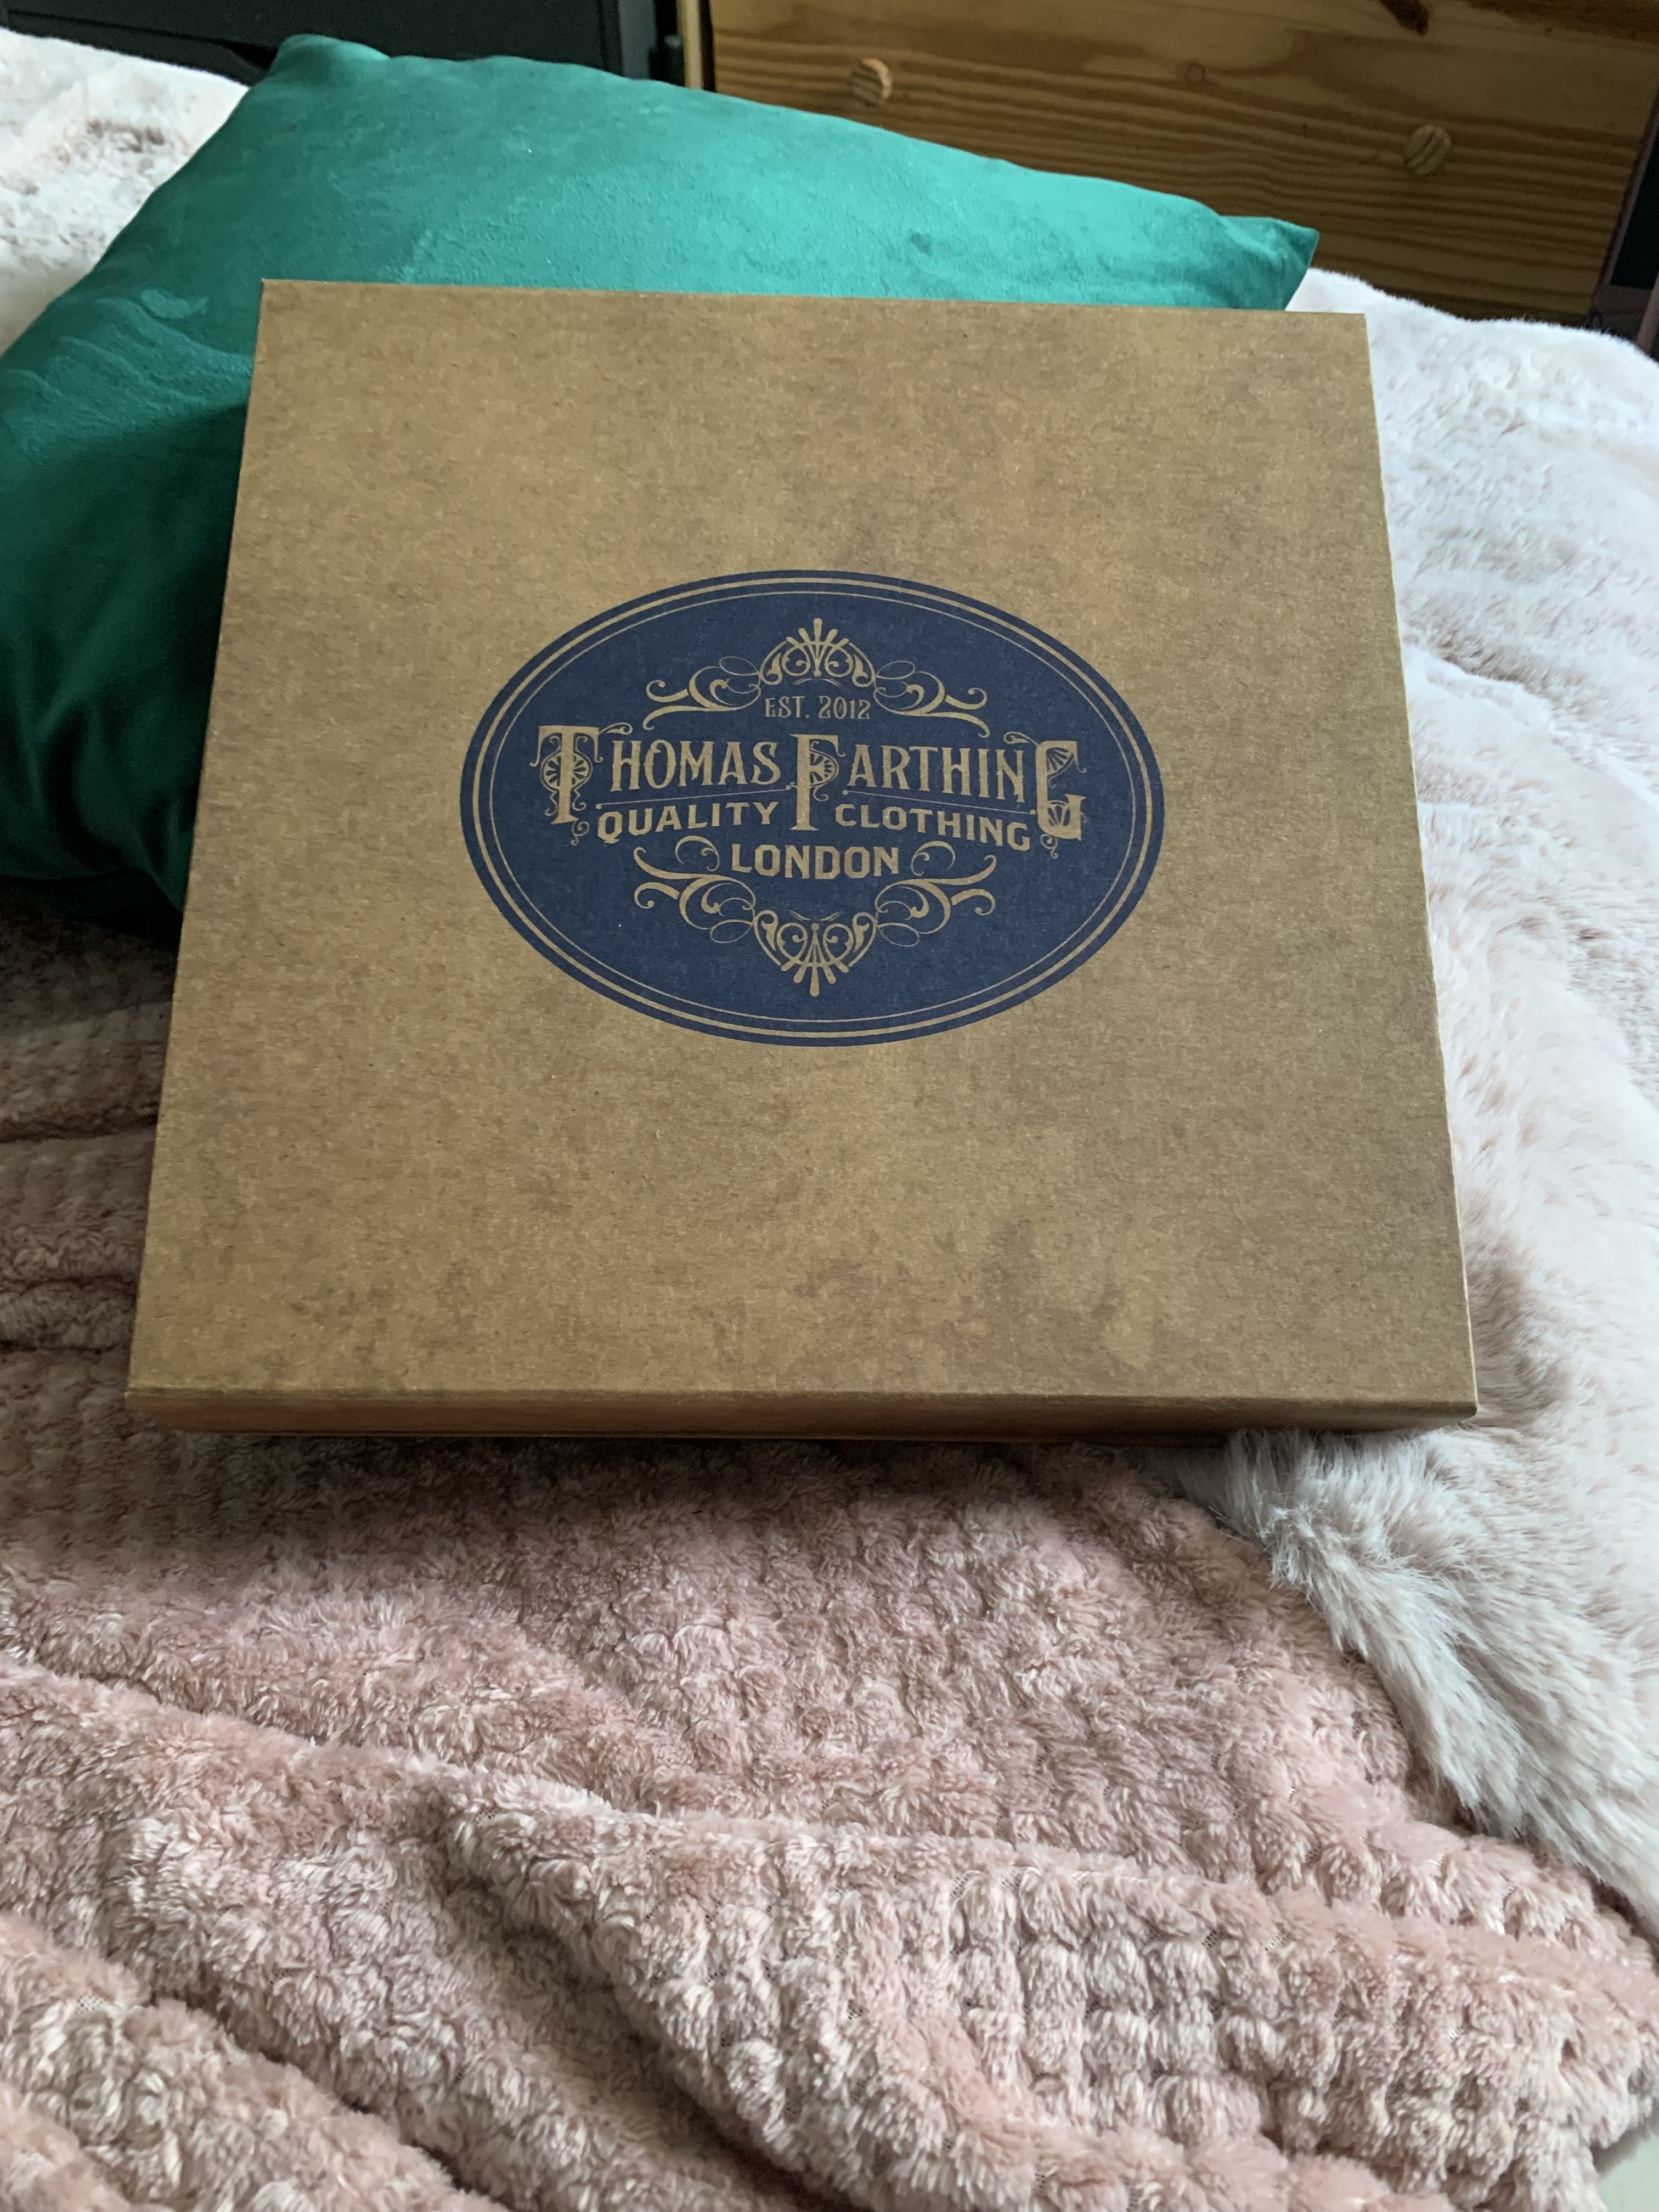 EST. 2012
THOMAS FARTHING
QUALITY CLOTHING
LONDON